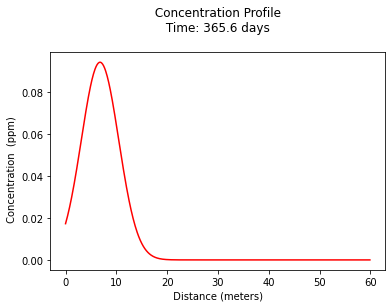 Concentration Profile
Time: 365.6 days
0.08
0.06
0.04
0.02
0.00
Concentration (ppm)
0 10 20 30 40 50 60
Distance (meters)